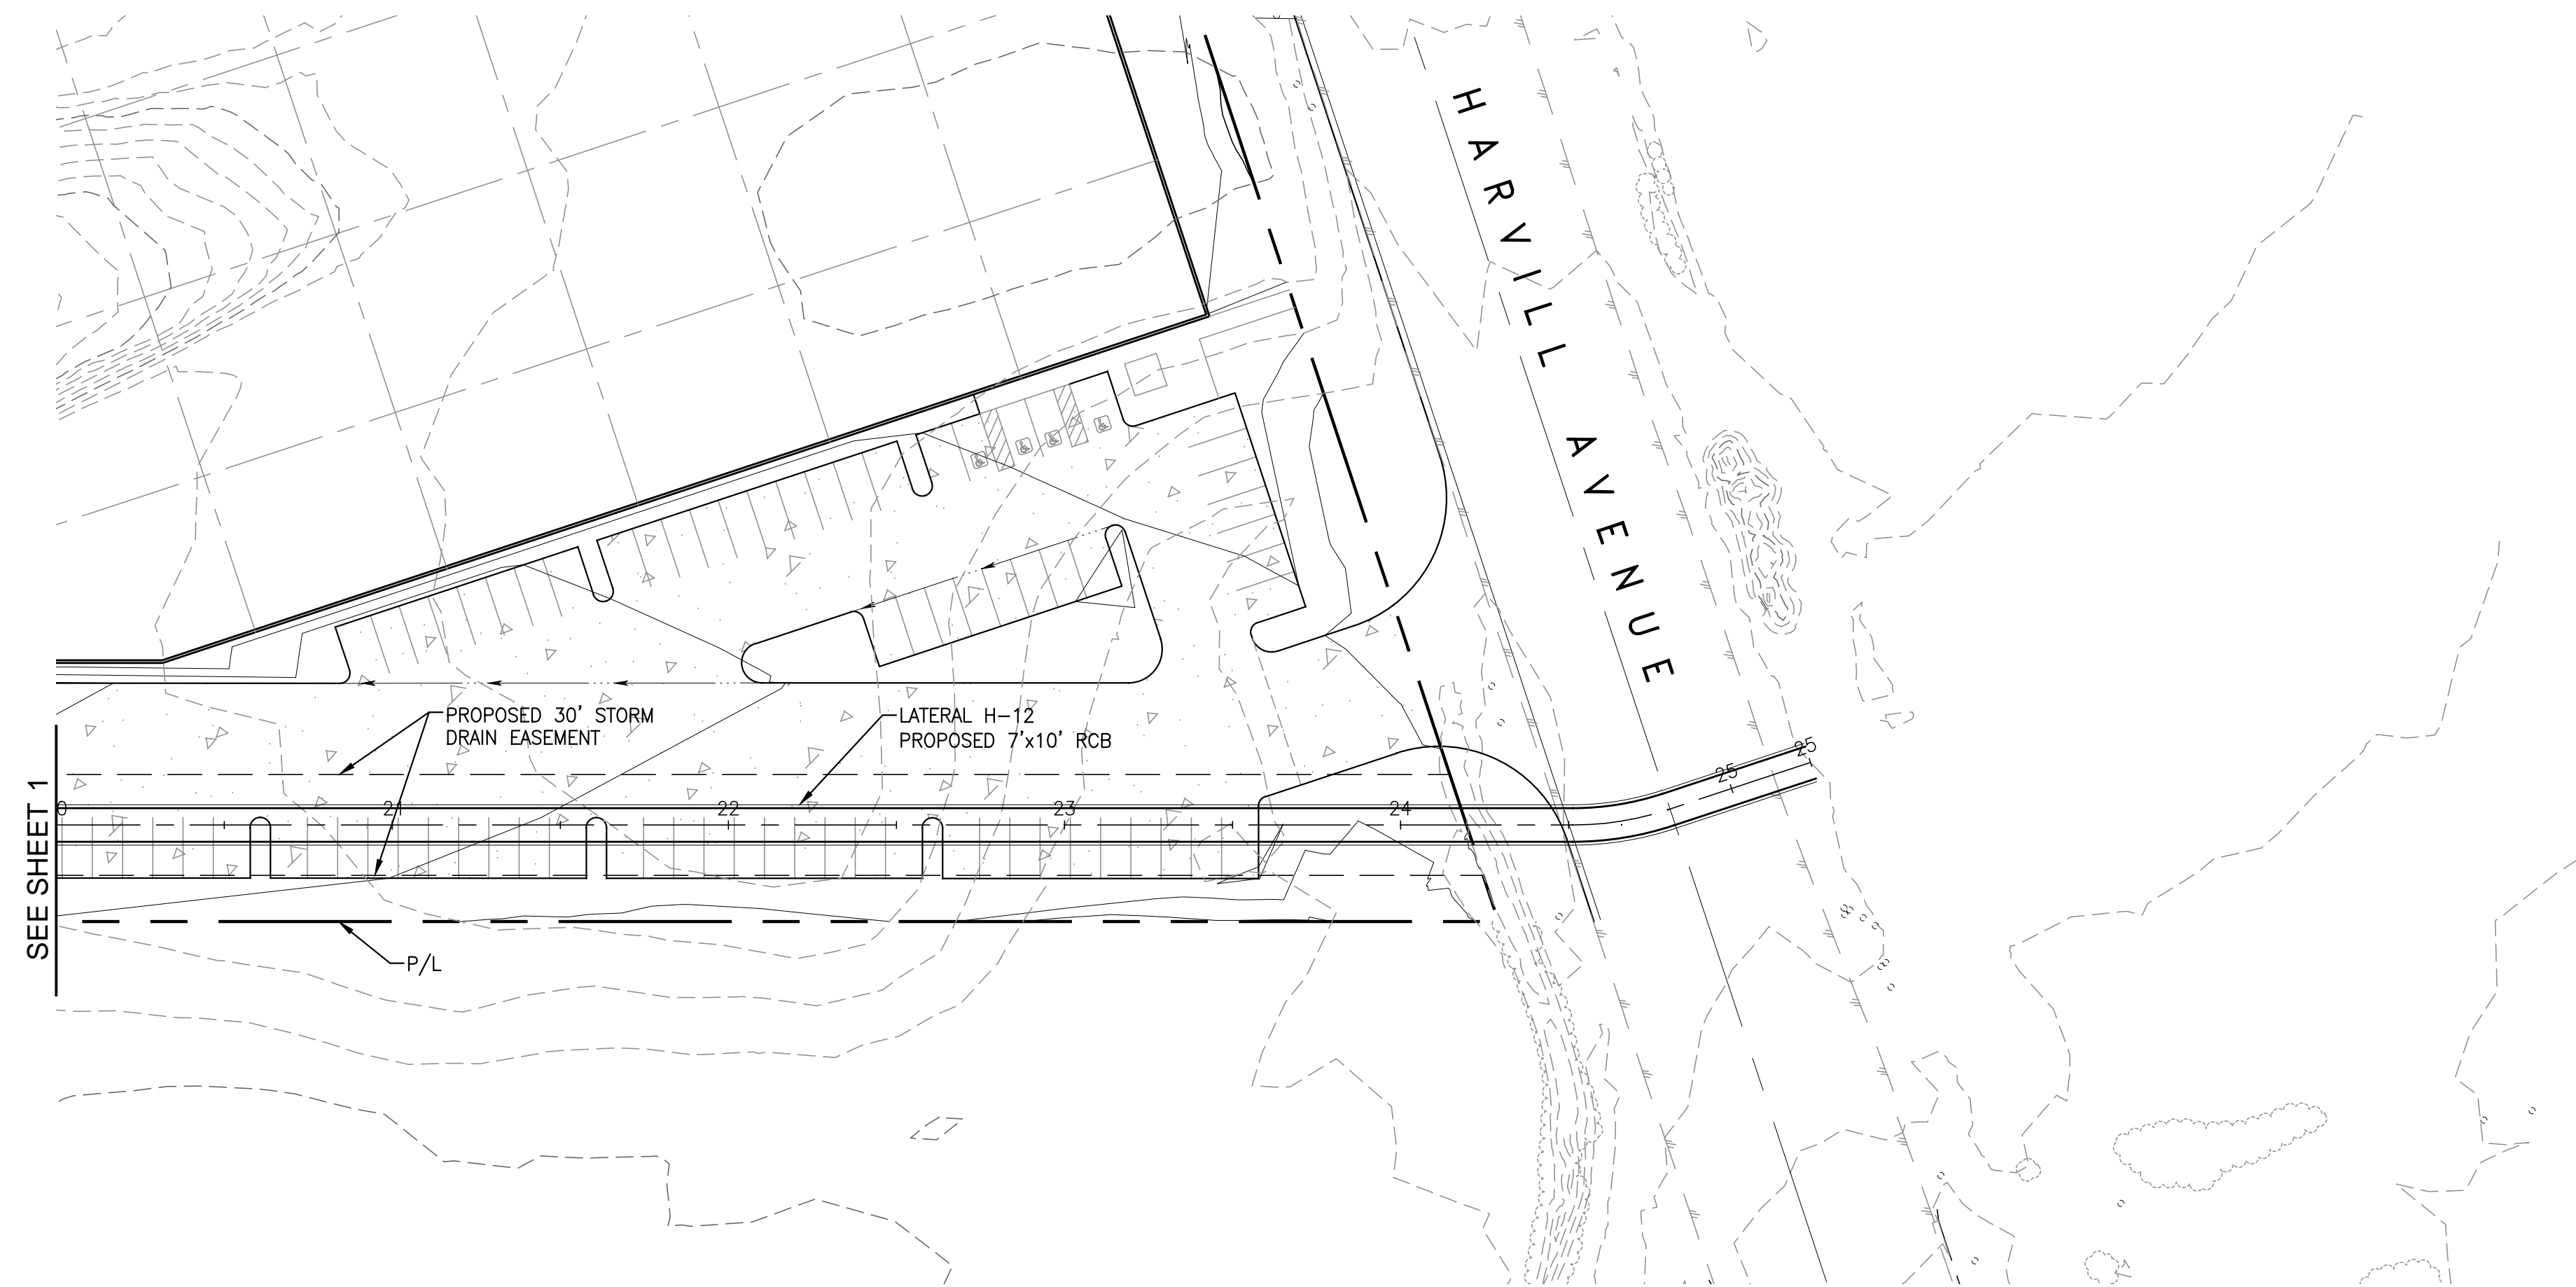 HARVILL AVENUE
PROPOSED 30' STORM
DRAIN EASEMENT
LATERAL H-12
PROPOSED 7'x10' RCB
SEE SHEET 1
0
21
22
23
24
25
25
P/L